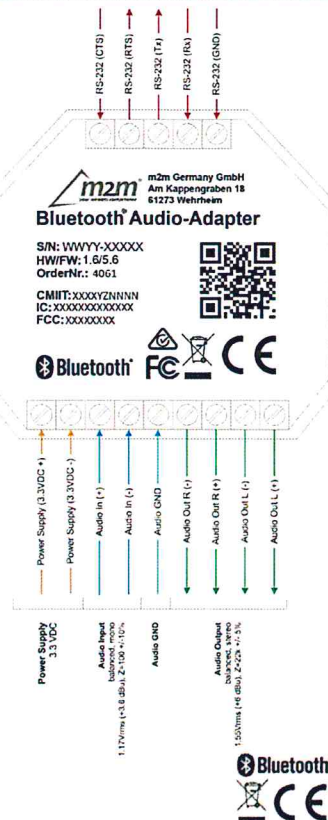 RS-232 (CTS)
RS-232 (RTS)
RS-232 (Tx)
RS-232 (Rx)
RS-232 (GND)
m2m
m2m Germany GmbH
Am Kappengraben 18
61273 Wehrheim
Bluetooth® Audio-Adapter
S/N: WWYY-XXXXX
HW/FW: 1.6/5.6
OrderNr.: 4061
CMIIT: XXXXYZNNNN
IC: XXXXXXXXXXXXX
FCC: XXXXXXXX
Bluetooth®
FC CE
Power Supply (3.3VDC +)
Power Supply (3.3VDC -)
Audio In (+)
Audio In (-)
Audio GND
Audio Out R (-)
Audio Out R (+)
Audio Out L (-)
Audio Out L (+)
Power Supply
3.3 VDC
Audio Input
balanced, mono
1.17Vrms (+3.6 dBu), Z=100 +/-10%
Audio GND
Audio Output
balanced, stereo
1.55Vrms (+6 dBu), Z=22k +/- 5%
Bluetooth
CE